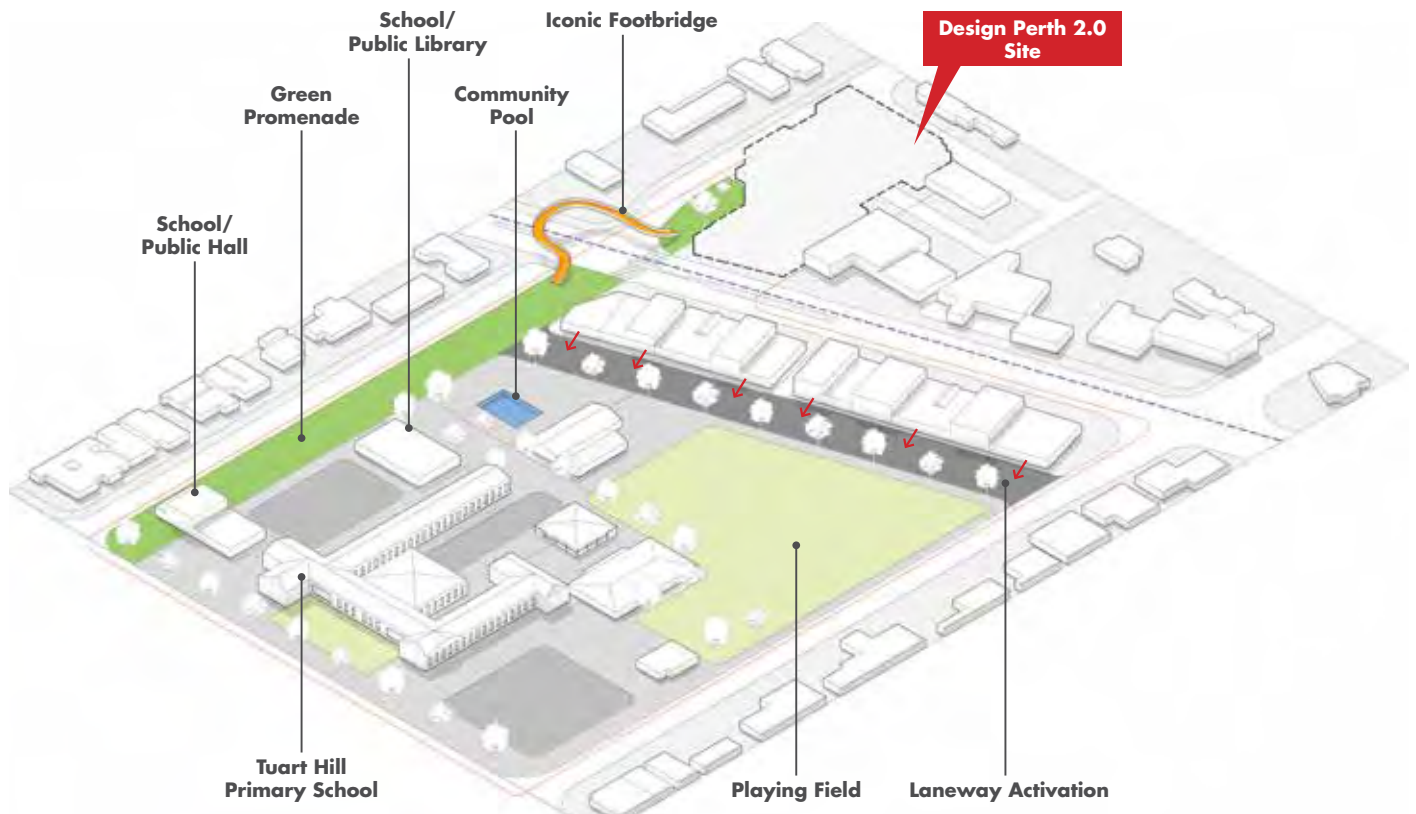 School/
Public Library
Iconic Footbridge
Design Perth 2.0
Site
Green
Promenade
Community
Pool
School/
Public Hall
Tuart Hill
Primary School
Playing Field
Laneway Activation